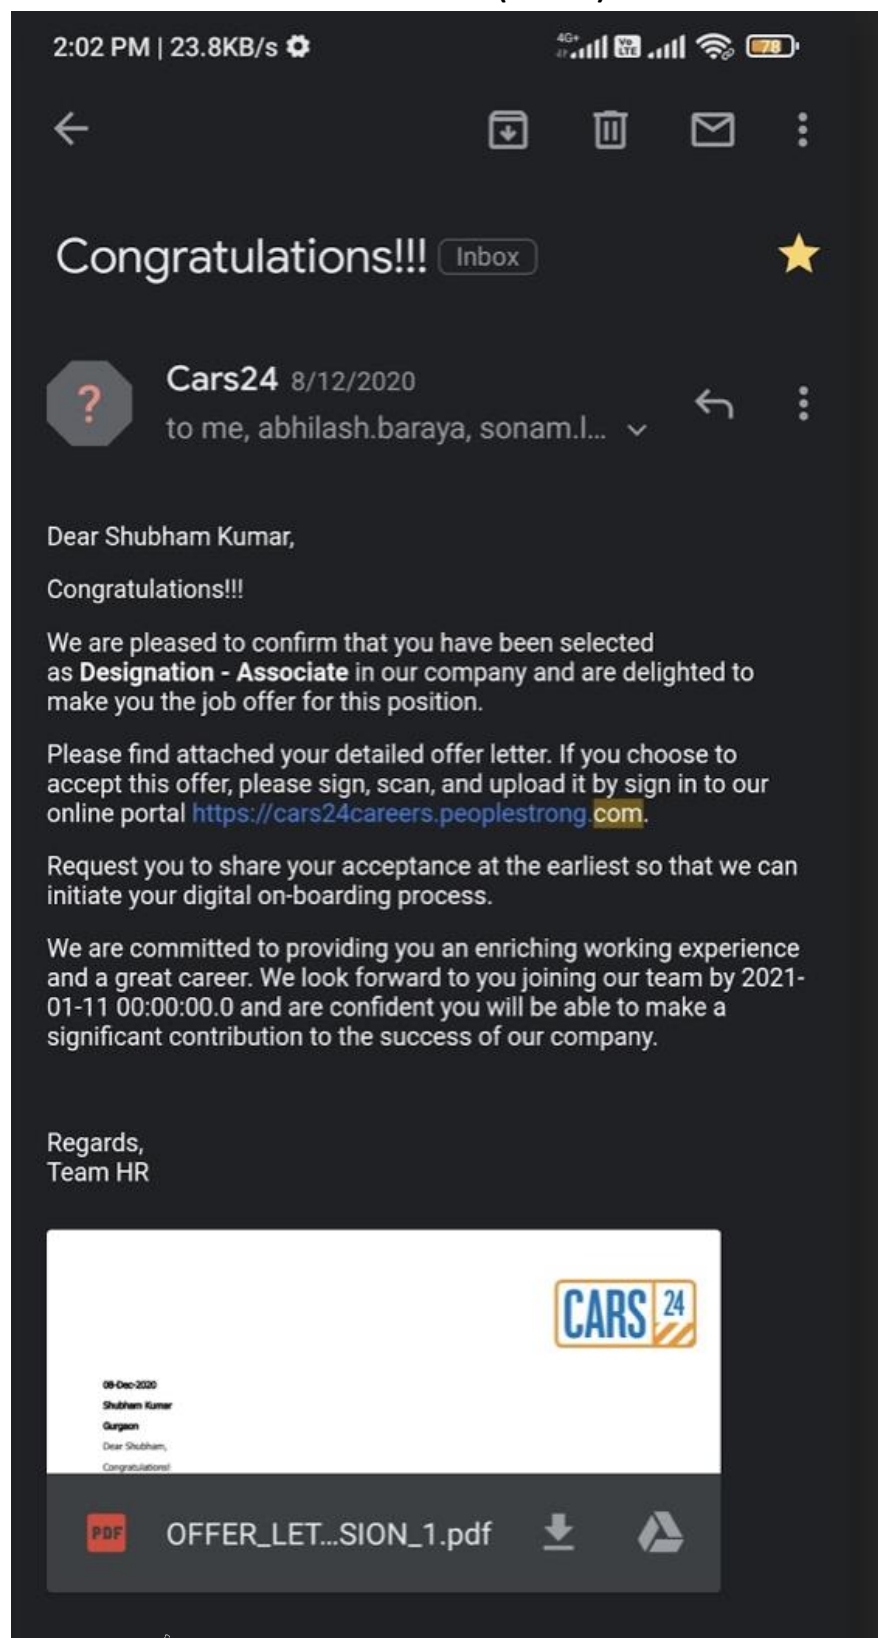 2:02 PM | 23.8KB/s
4G+
Vo LTE
78
Congratulations!!! Inbox
?
Cars24 8/12/2020
to me, abhilash.baraya, sonam.l...
Dear Shubham Kumar,
Congratulations!!!
We are pleased to confirm that you have been selected
as Designation - Associate in our company and are delighted to
make you the job offer for this position.
Please find attached your detailed offer letter. If you choose to
accept this offer, please sign, scan, and upload it by sign in to our
online portal https://cars24careers.peoplestrong.com.
Request you to share your acceptance at the earliest so that we can
initiate your digital on-boarding process.
We are committed to providing you an enriching working experience
and a great career. We look forward to you joining our team by 2021-
01-11 00:00:00.0 and are confident you will be able to make a
significant contribution to the success of our company.
Regards,
Team HR
CARS 24
08-Dec-2020
Shubham Kumar
Gurgaon
Dear Shubham,
Congratulations!
PDF
OFFER_LET...SION_1.pdf